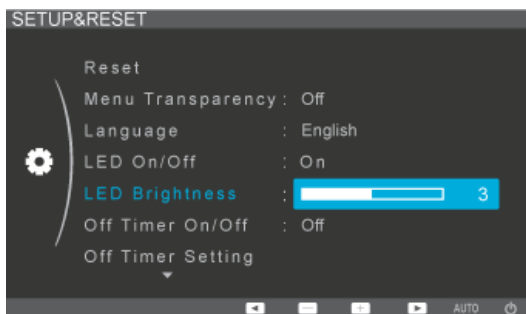 SETUP&RESET
Reset
Menu Transparency : Off
Language : English
LED On/Off : On
LED Brightness : 3
Off Timer On/Off : Off
Off Timer Setting
AUTO